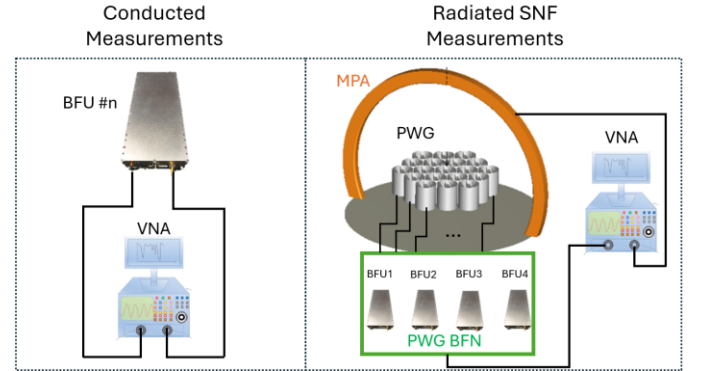 Conducted
Measurements
Radiated SNF
Measurements
BFU #n
VNA
MPA
PWG
VNA
...
BFU1 BFU2 BFU3 BFU4
PWG BFN